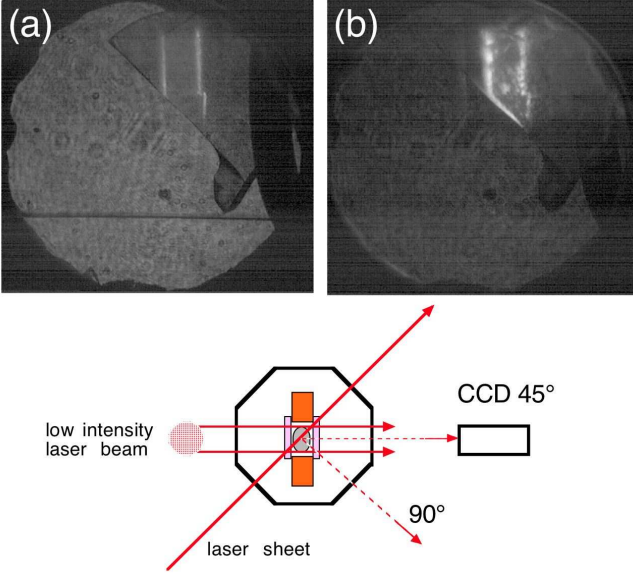 (a)
(b)
CCD 45°
low intensity
laser beam
90°
laser sheet